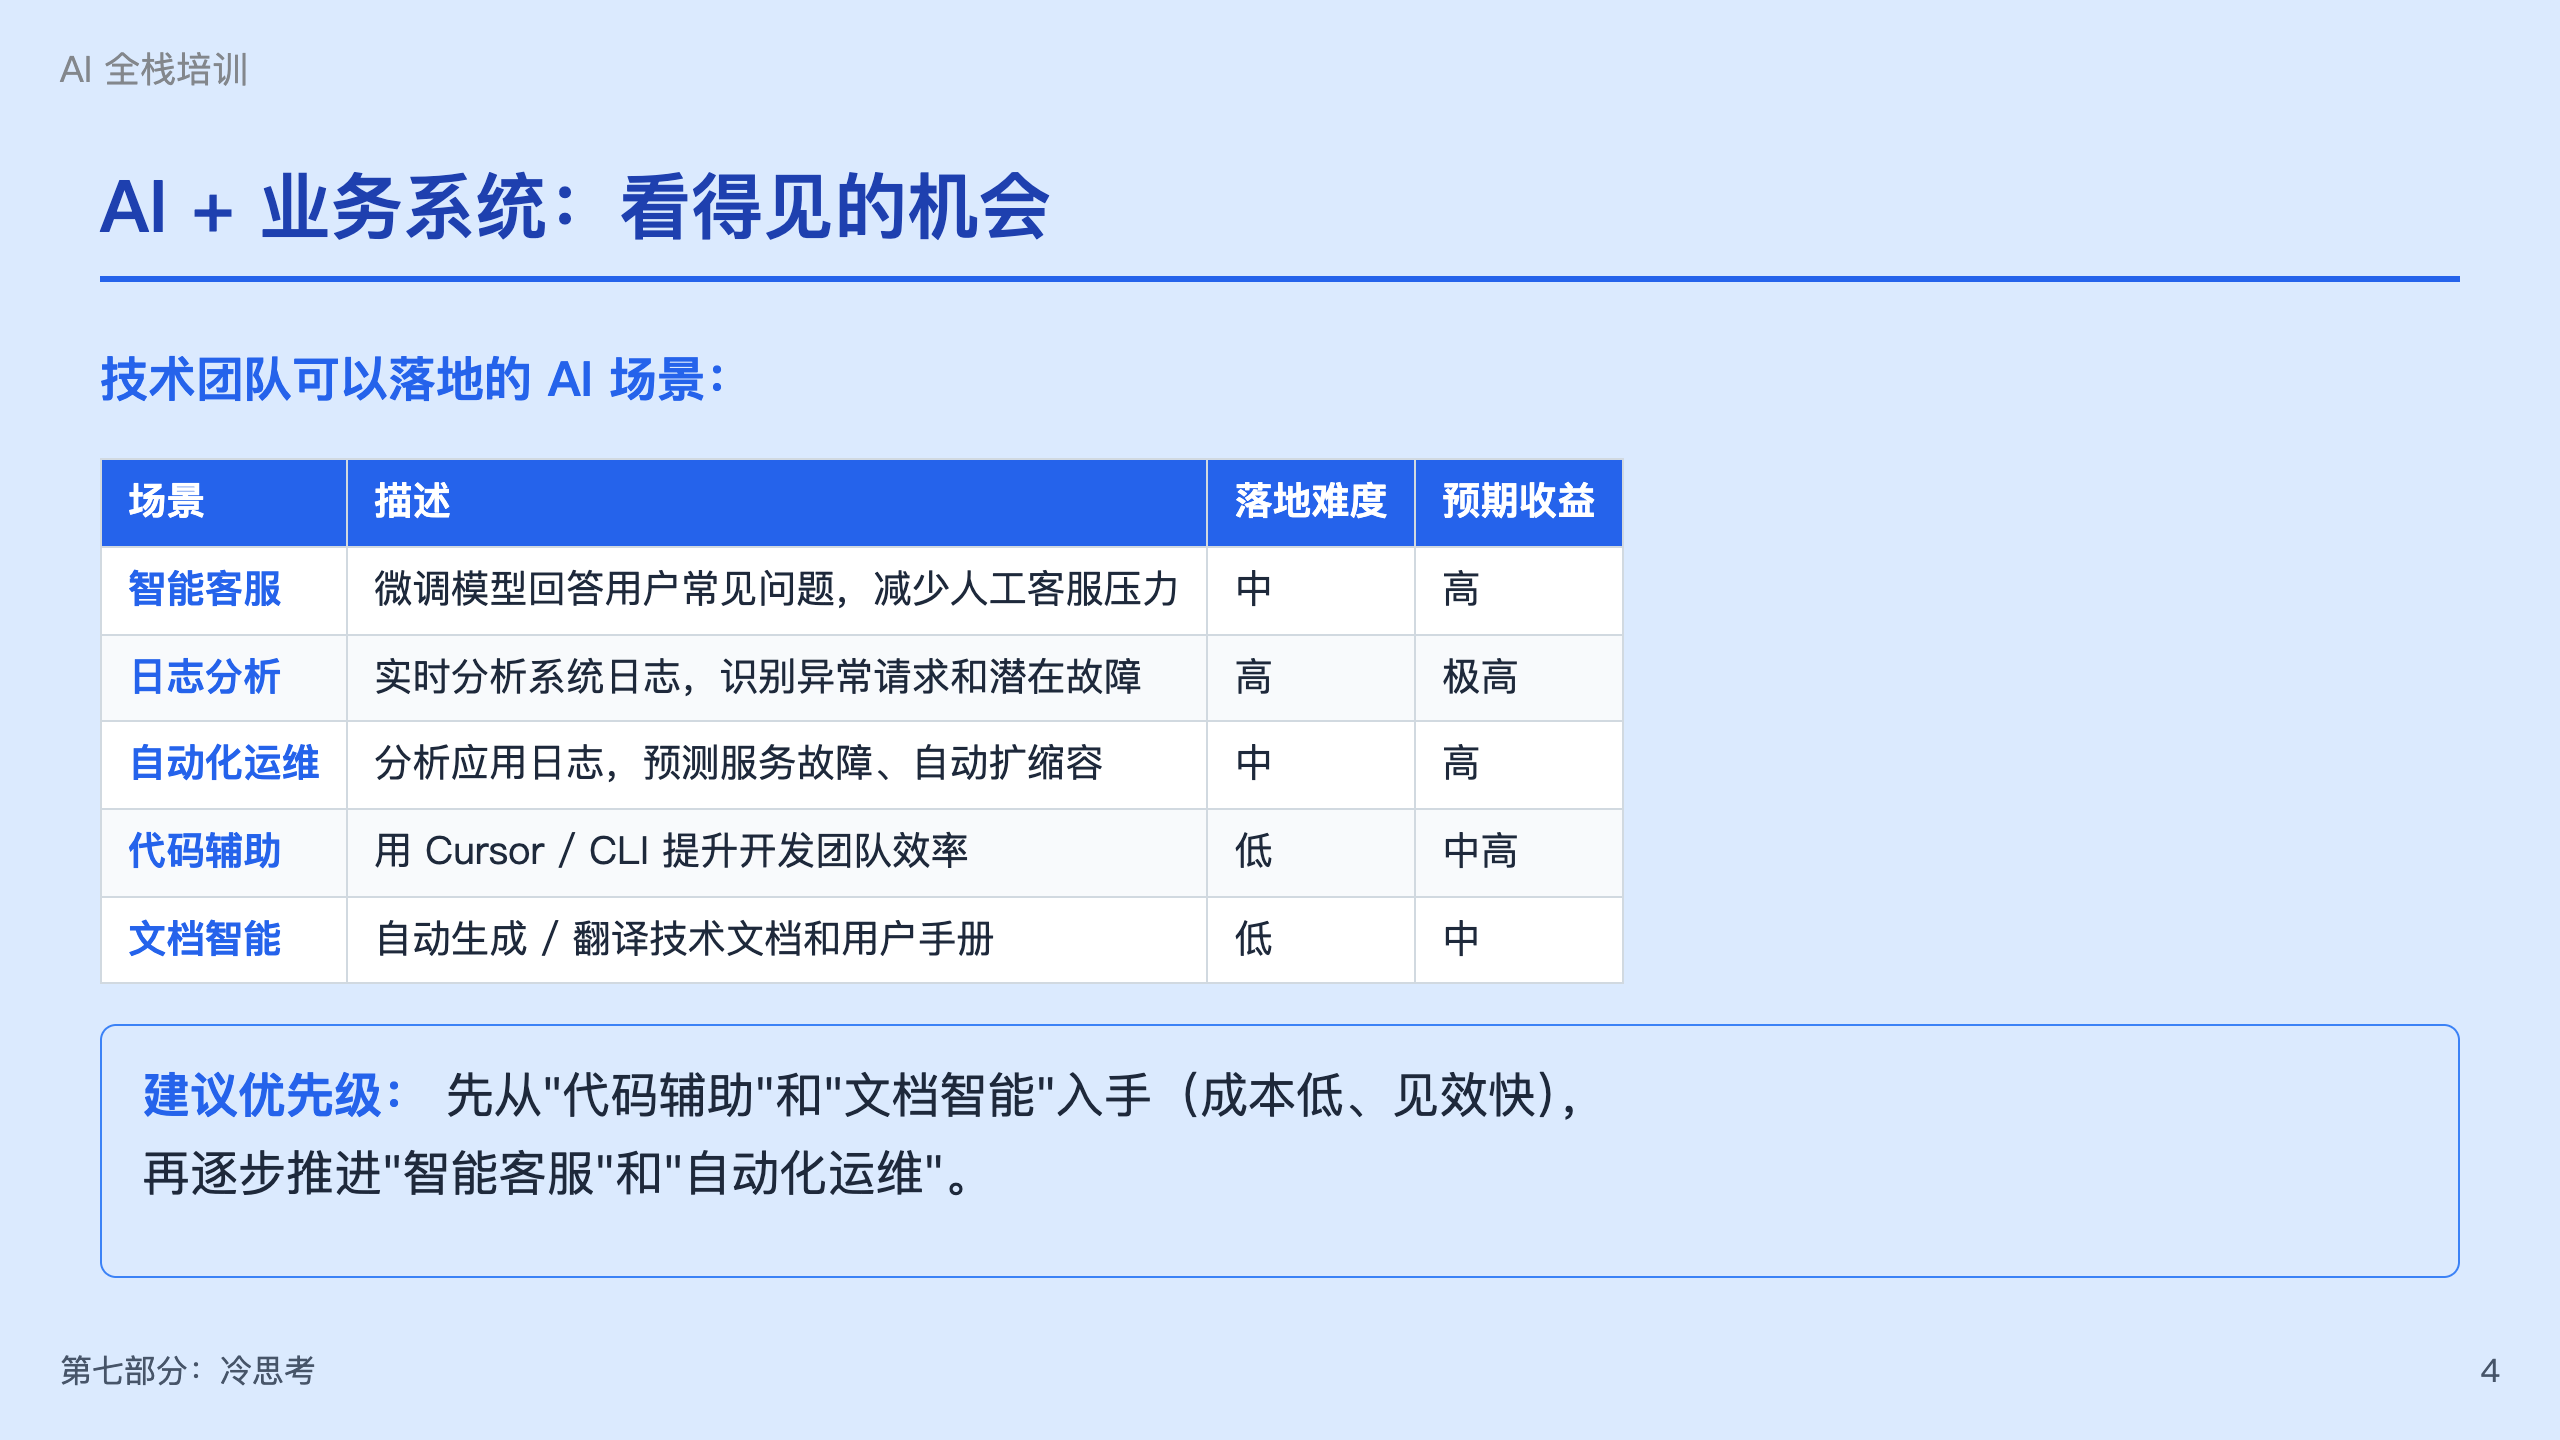 AI 全栈培训
AI + 业务系统：看得见的机会
技术团队可以落地的 AI 场景：
场景 描述 落地难度 预期收益
智能客服 微调模型回答用户常见问题，减少人工客服压力 中 高
日志分析 实时分析系统日志，识别异常请求和潜在故障 高 极高
自动化运维 分析应用日志，预测服务故障、自动扩缩容 中 高
代码辅助 用 Cursor / CLI 提升开发团队效率 低 中高
文档智能 自动生成 / 翻译技术文档和用户手册 低 中
建议优先级： 先从"代码辅助"和"文档智能"入手（成本低、见效快），
再逐步推进"智能客服"和"自动化运维"。
第七部分：冷思考
4